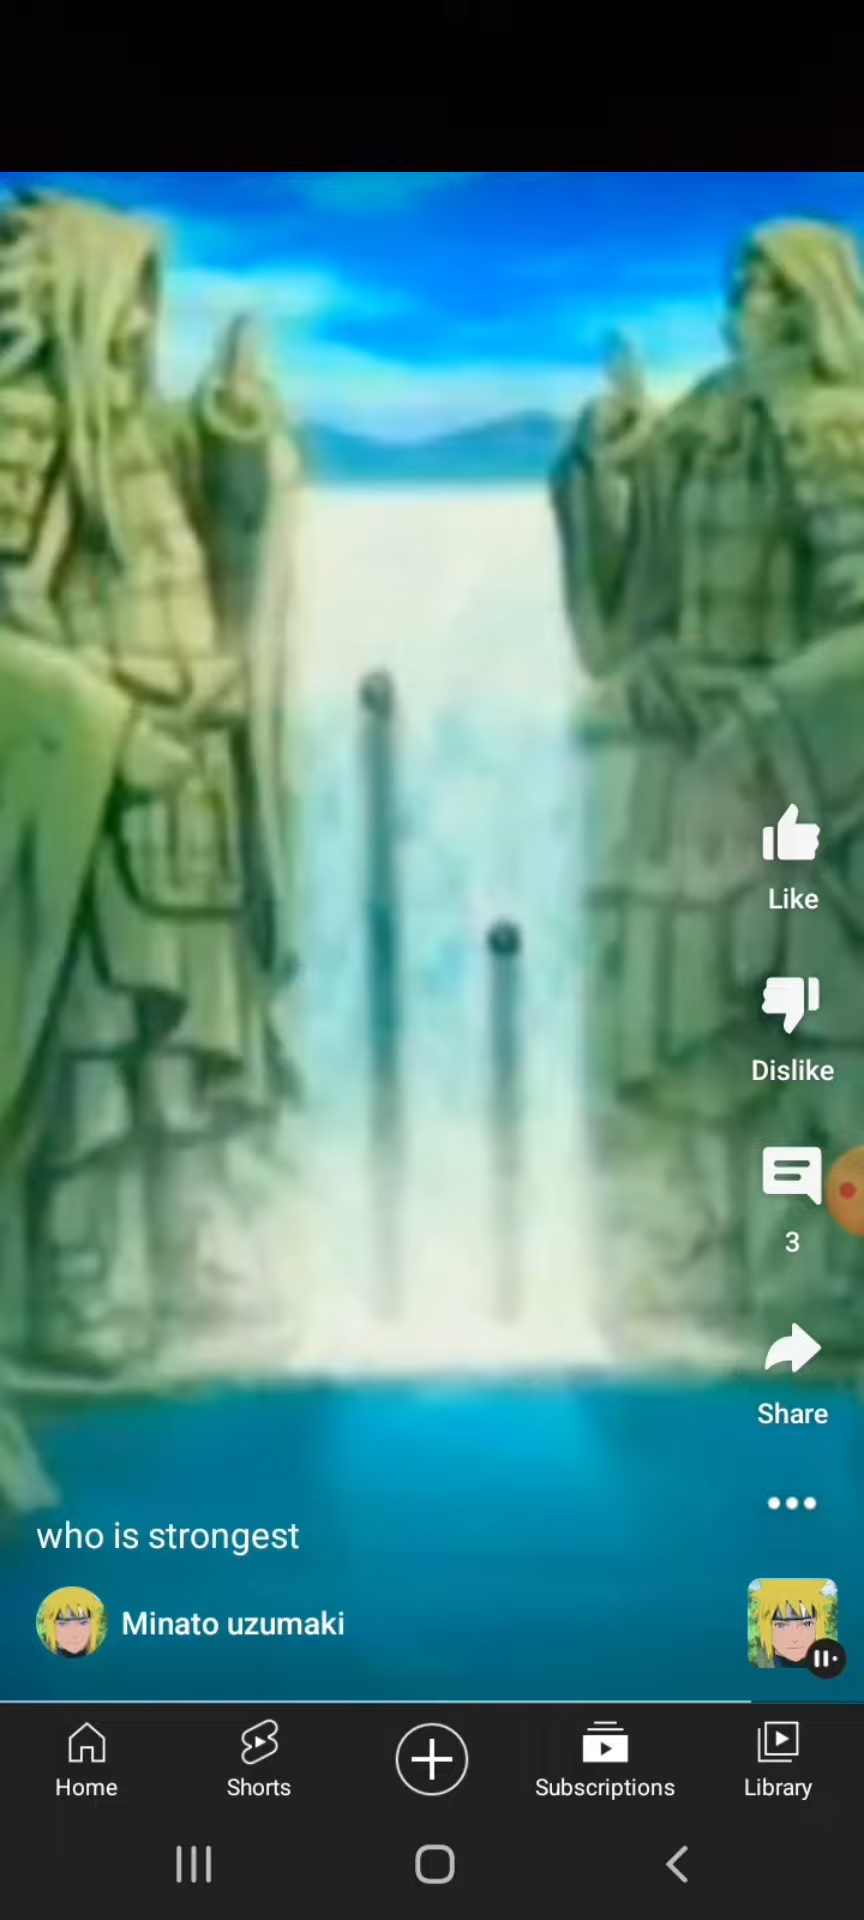 Like
Dislike
3
Share
who is strongest
Minato uzumaki
Home
Shorts
Subscriptions
Library